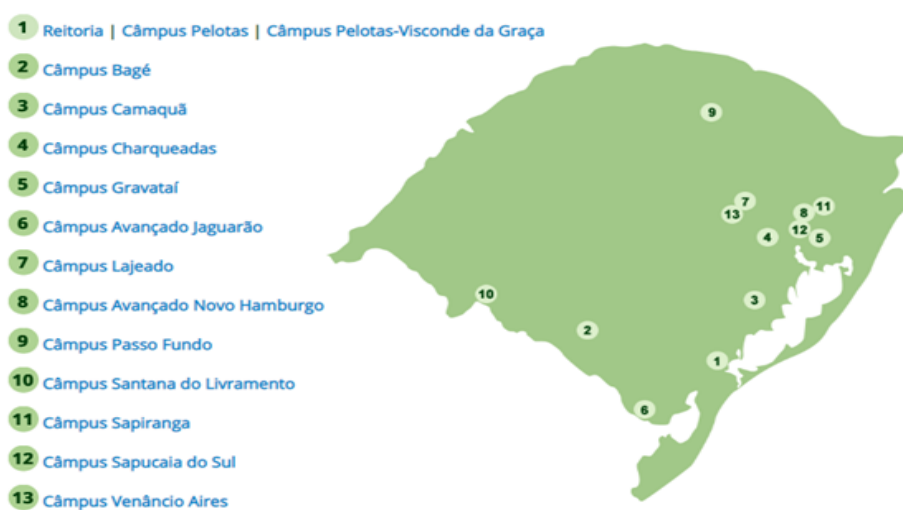 1 Reitoria | Câmpus Pelotas | Câmpus Pelotas-Visconde da Graça
2 Câmpus Bagé
3 Câmpus Camaquã
4 Câmpus Charqueadas
5 Câmpus Gravataí
6 Câmpus Avançado Jaguarão
7 Câmpus Lajeado
8 Câmpus Avançado Novo Hamburgo
9 Câmpus Passo Fundo
10 Câmpus Santana do Livramento
11 Câmpus Sapiranga
12 Câmpus Sapucaia do Sul
13 Câmpus Venâncio Aires
9
7
11
13
8
12
4
5
10
3
2
1
6